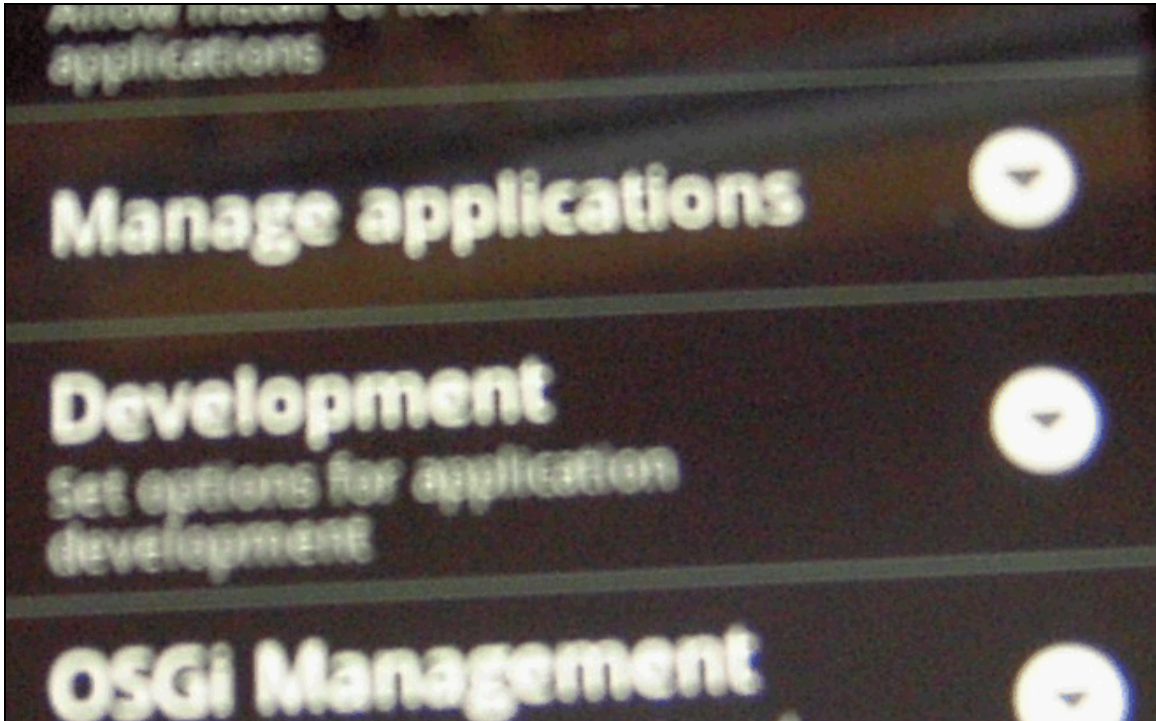 applications
Manage applications
Development
Set options for application
development
OSGi Management